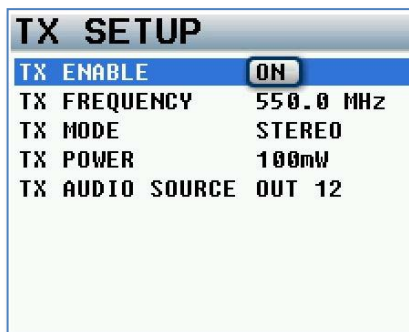 TX SETUP
TX ENABLE ON
TX FREQUENCY 550.0 MHz
TX MODE STEREO
TX POWER 100mW
TX AUDIO SOURCE OUT 12